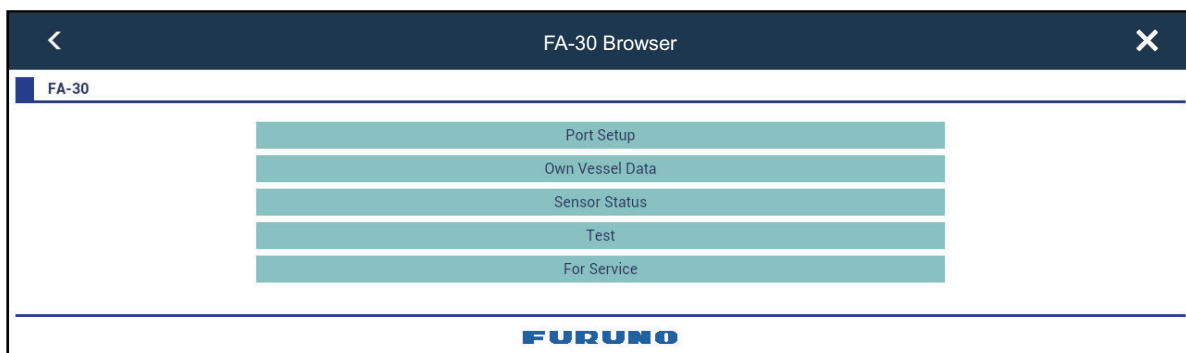 FA-30 Browser
FA-30
Port Setup
Own Vessel Data
Sensor Status
Test
For Service
FURUNO